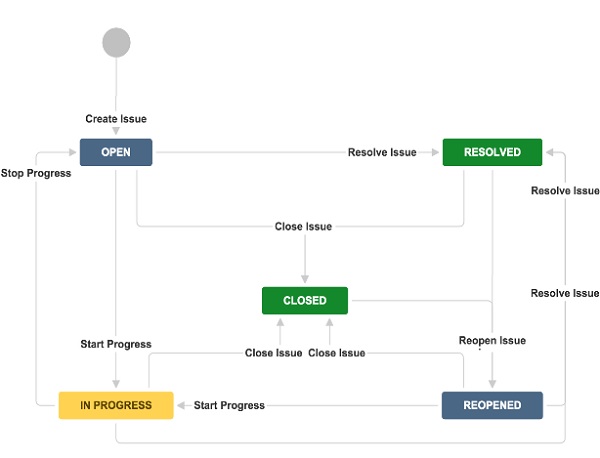 Create Issue
OPEN
Resolve Issue
RESOLVED
Stop Progress
Resolve Issue
Close Issue
Resolve Issue
CLOSED
Reopen Issue
Start Progress
Close Issue
Close Issue
IN PROGRESS
Start Progress
REOPENED